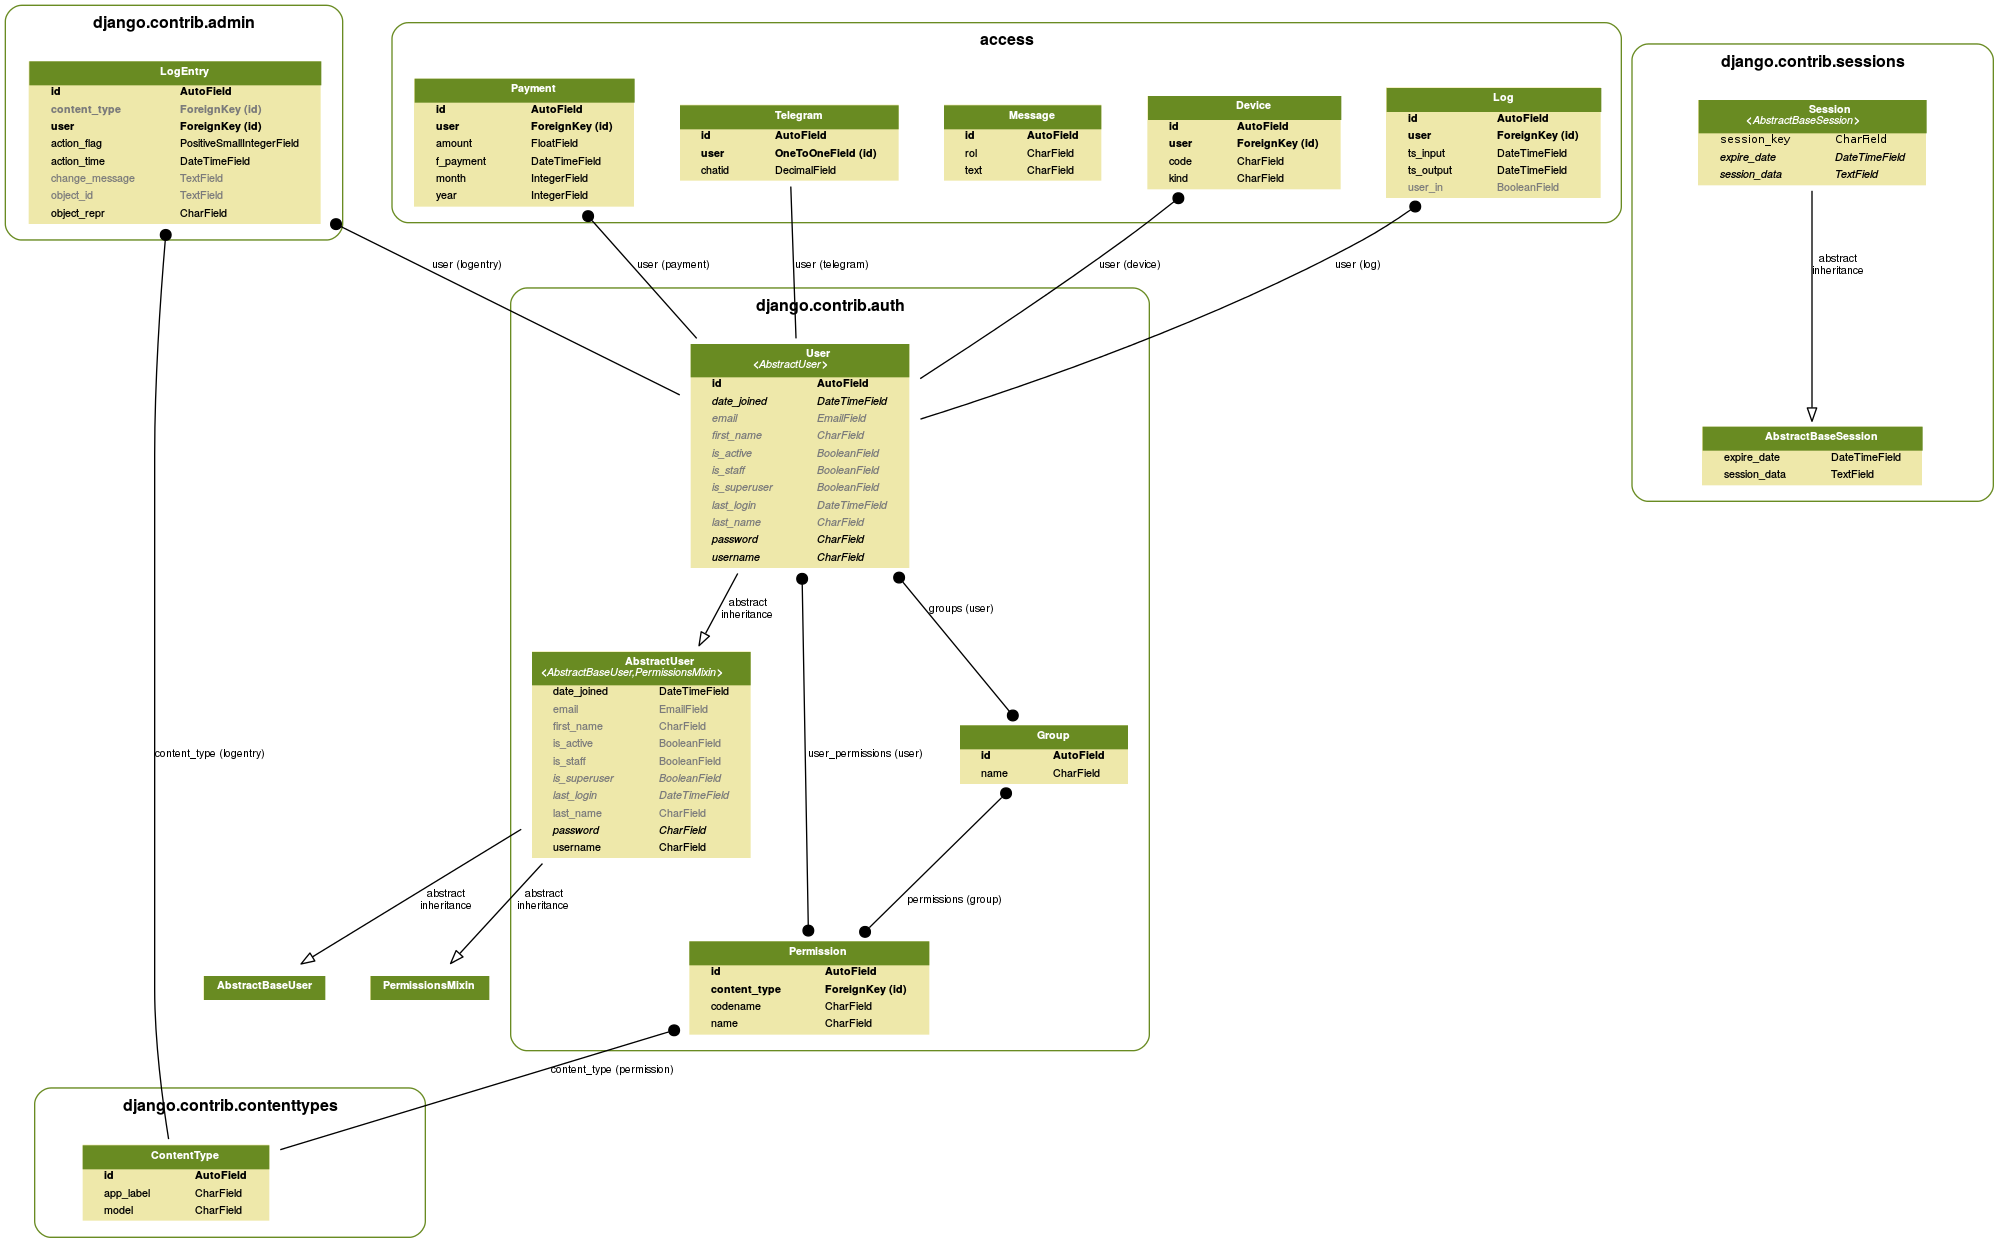 django.contrib.admin
LogEntry
id AutoField
content_type ForeignKey (id)
user ForeignKey (id)
action_flag PositiveSmallIntegerField
action_time DateTimeField
change_message TextField
object_id TextField
object_repr CharField
access
Payment
id AutoField
user ForeignKey (id)
amount FloatField
f_payment DateTimeField
month IntegerField
year IntegerField
Telegram
id AutoField
user OneToOneField (id)
chatid DecimalField
Message
id AutoField
rol CharField
text CharField
Device
id AutoField
user ForeignKey (id)
code CharField
kind CharField
Log
id AutoField
user ForeignKey (id)
ts_input DateTimeField
ts_output DateTimeField
user_in BooleanField
django.contrib.sessions
Session
<AbstractBaseSession>
session_key CharField
expire_date DateTimeField
session_data TextField
abstract
inheritance
AbstractBaseSession
expire_date DateTimeField
session_data TextField
user (logentry)
user (payment)
user (telegram)
user (device)
user (log)
django.contrib.auth
User
<AbstractUser>
id AutoField
date_joined DateTimeField
email EmailField
first_name CharField
is_active BooleanField
is_staff BooleanField
is_superuser BooleanField
last_login DateTimeField
last_name CharField
password CharField
username CharField
abstract
inheritance
groups (user)
AbstractUser
<AbstractBaseUser,PermissionsMixin>
date_joined DateTimeField
email EmailField
first_name CharField
is_active BooleanField
is_staff BooleanField
is_superuser BooleanField
last_login DateTimeField
last_name CharField
password CharField
username CharField
user_permissions (user)
Group
id AutoField
name CharField
content_type (logentry)
abstract
inheritance
abstract
inheritance
permissions (group)
AbstractBaseUser
PermissionsMixin
Permission
id AutoField
content_type ForeignKey (id)
codename CharField
name CharField
content_type (permission)
django.contrib.contenttypes
ContentType
id AutoField
app_label CharField
model CharField